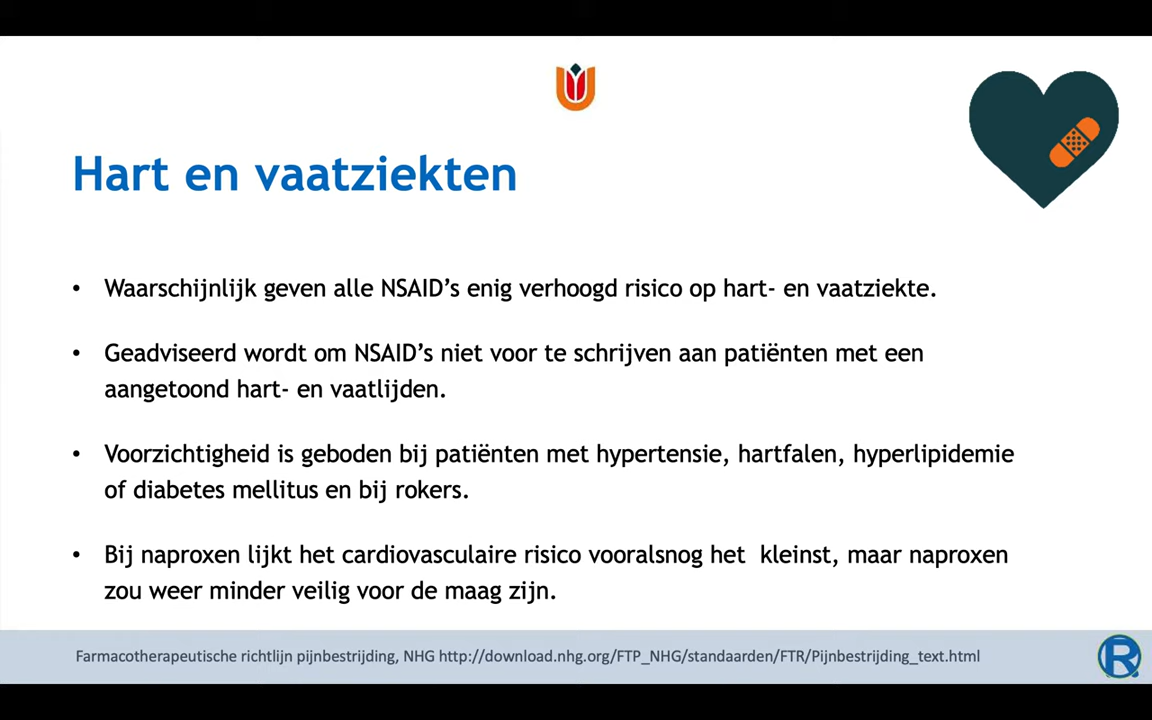 Hart en vaatziekten
• Waarschijnlijk geven alle NSAID’s enig verhoogd risico op hart- en vaatziekte.
• Geadviseerd wordt om NSAID’s niet voor te schrijven aan patiënten met een
aangetoond hart- en vaatlijden.
• Voorzichtigheid is geboden bij patiënten met hypertensie, hartfalen, hyperlipidemie
of diabetes mellitus en bij rokers.
• Bij naproxen lijkt het cardiovasculaire risico vooralsnog het  kleinst, maar naproxen
zou weer minder veilig voor de maag zijn.
Farmacotherapeutische richtlijn pijnbestrijding, NHG http://download.nhg.org/FTP_NHG/standaarden/FTR/Pijnbestrijding_text.html
R